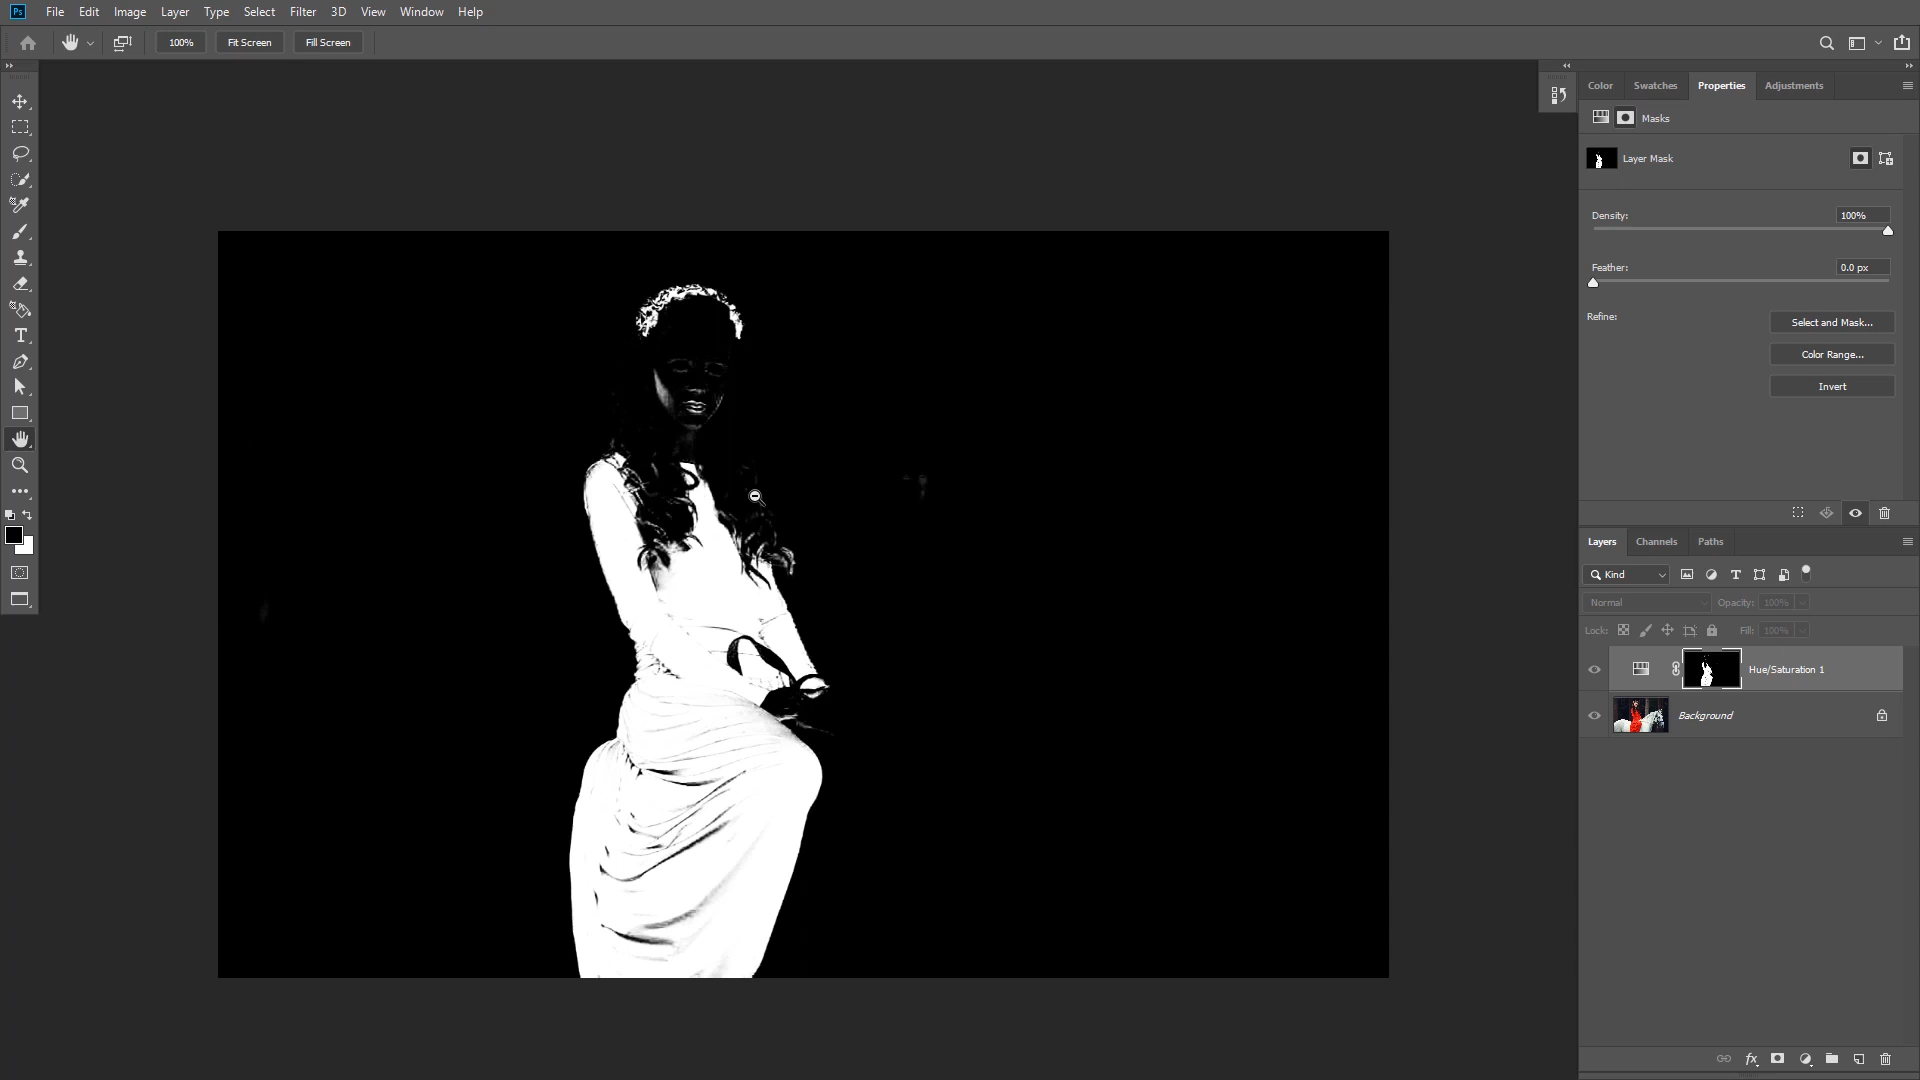 Ps File Edit Image Layer Type Select Filter 3D View Window Help
100% Fit Screen Fill Screen
Color Swatches Properties Adjustments
Masks
Layer Mask
Density: 100%
Feather: 0.0 px
Refine: Select and Mask...
Color Range...
Invert
Layers Channels Paths
Kind
Normal Opacity: 100%
Lock: Fill: 100%
Hue/Saturation 1
Background